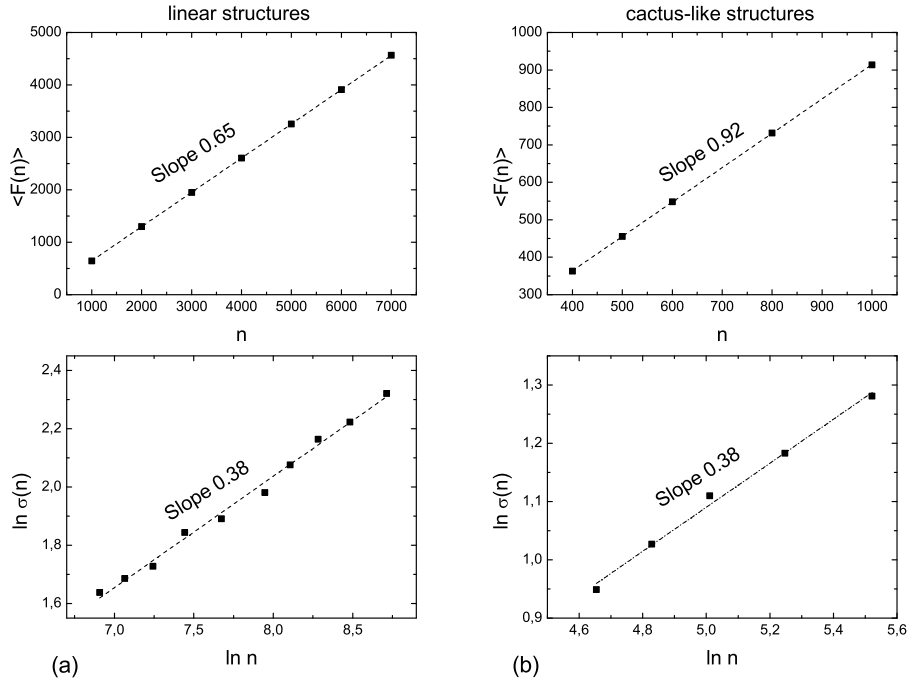 linear structures
5000
4000
3000
2000
1000
0
<F(n)>
Slope 0.65
1000 2000 3000 4000 5000 6000 7000
n
cactus-like structures
1000
900
800
700
600
500
400
300
<F(n)>
Slope 0.92
400 500 600 700 800 900 1000
n
2,4
2,2
2,0
1,8
1,6
ln σ(n)
Slope 0.38
7,0 7,5 8,0 8,5
ln n
(a)
1,3
1,2
1,1
1,0
0,9
ln σ(n)
Slope 0.38
4,6 4,8 5,0 5,2 5,4 5,6
ln n
(b)